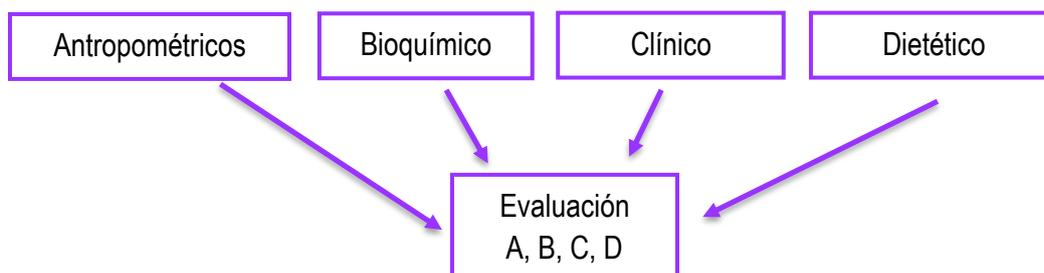 Antropométricos
Bioquímico
Clínico
Dietético
Evaluación
A, B, C, D